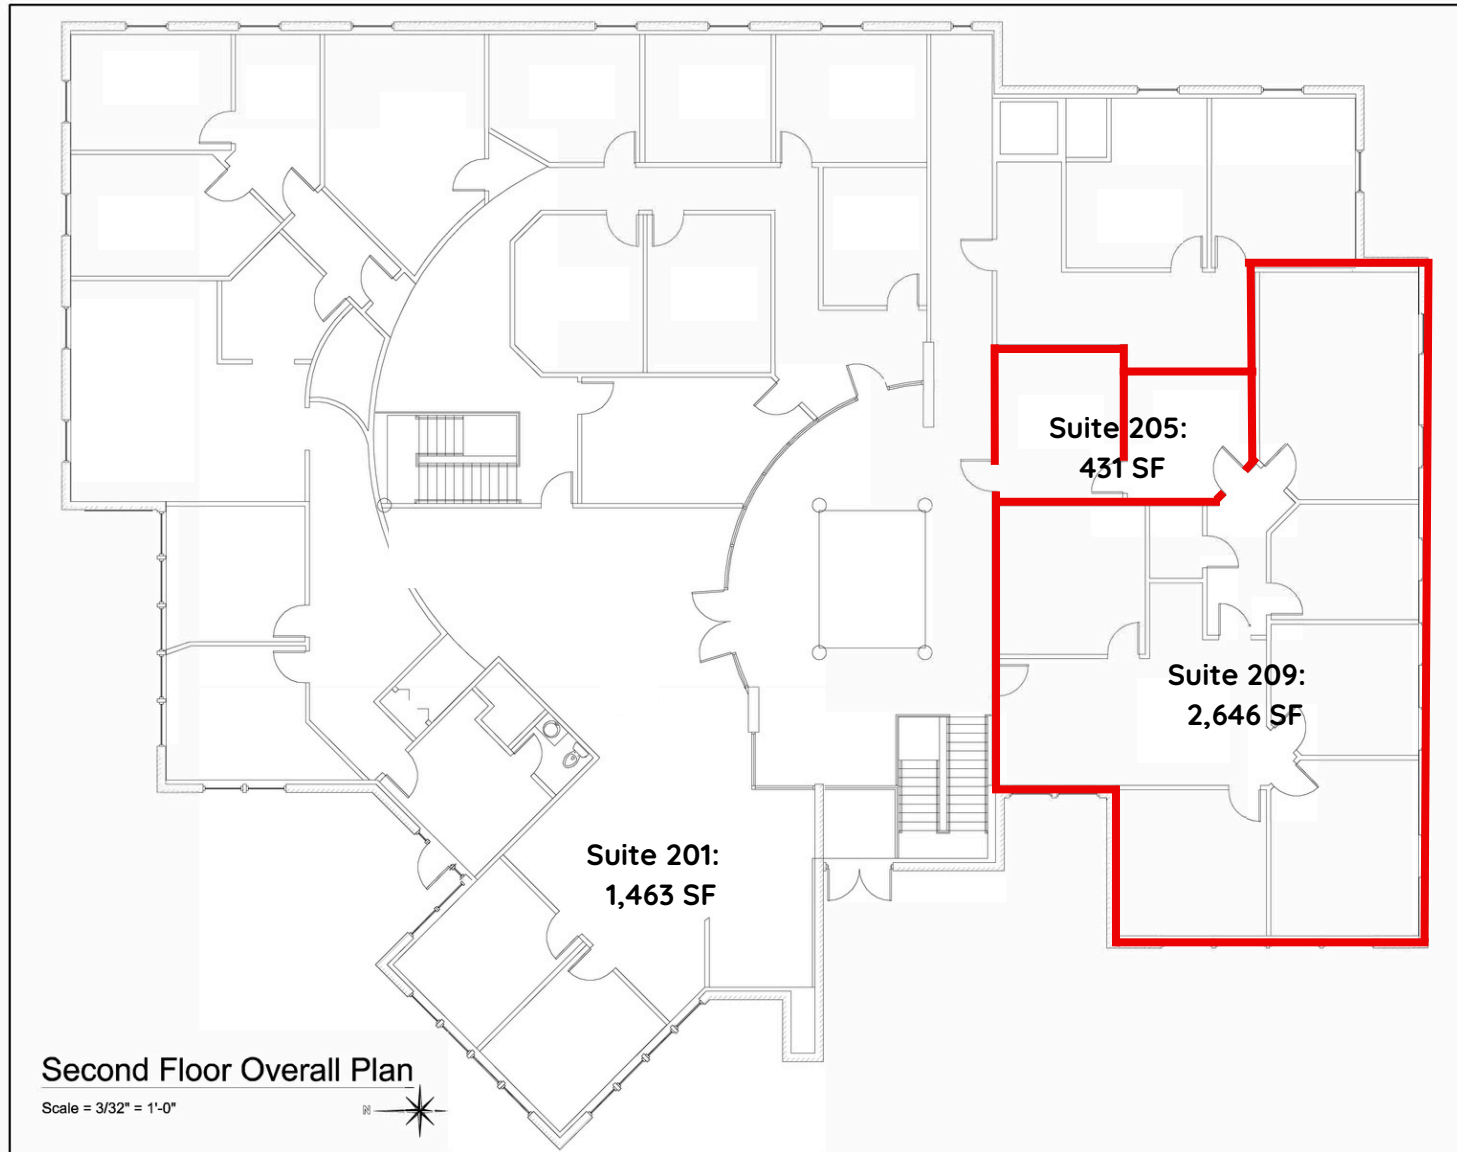 Suite 205:
431 SF
Suite 209:
2,646 SF
Suite 201:
1,463 SF
Second Floor Overall Plan
Scale = 3/32" = 1'-0"
N